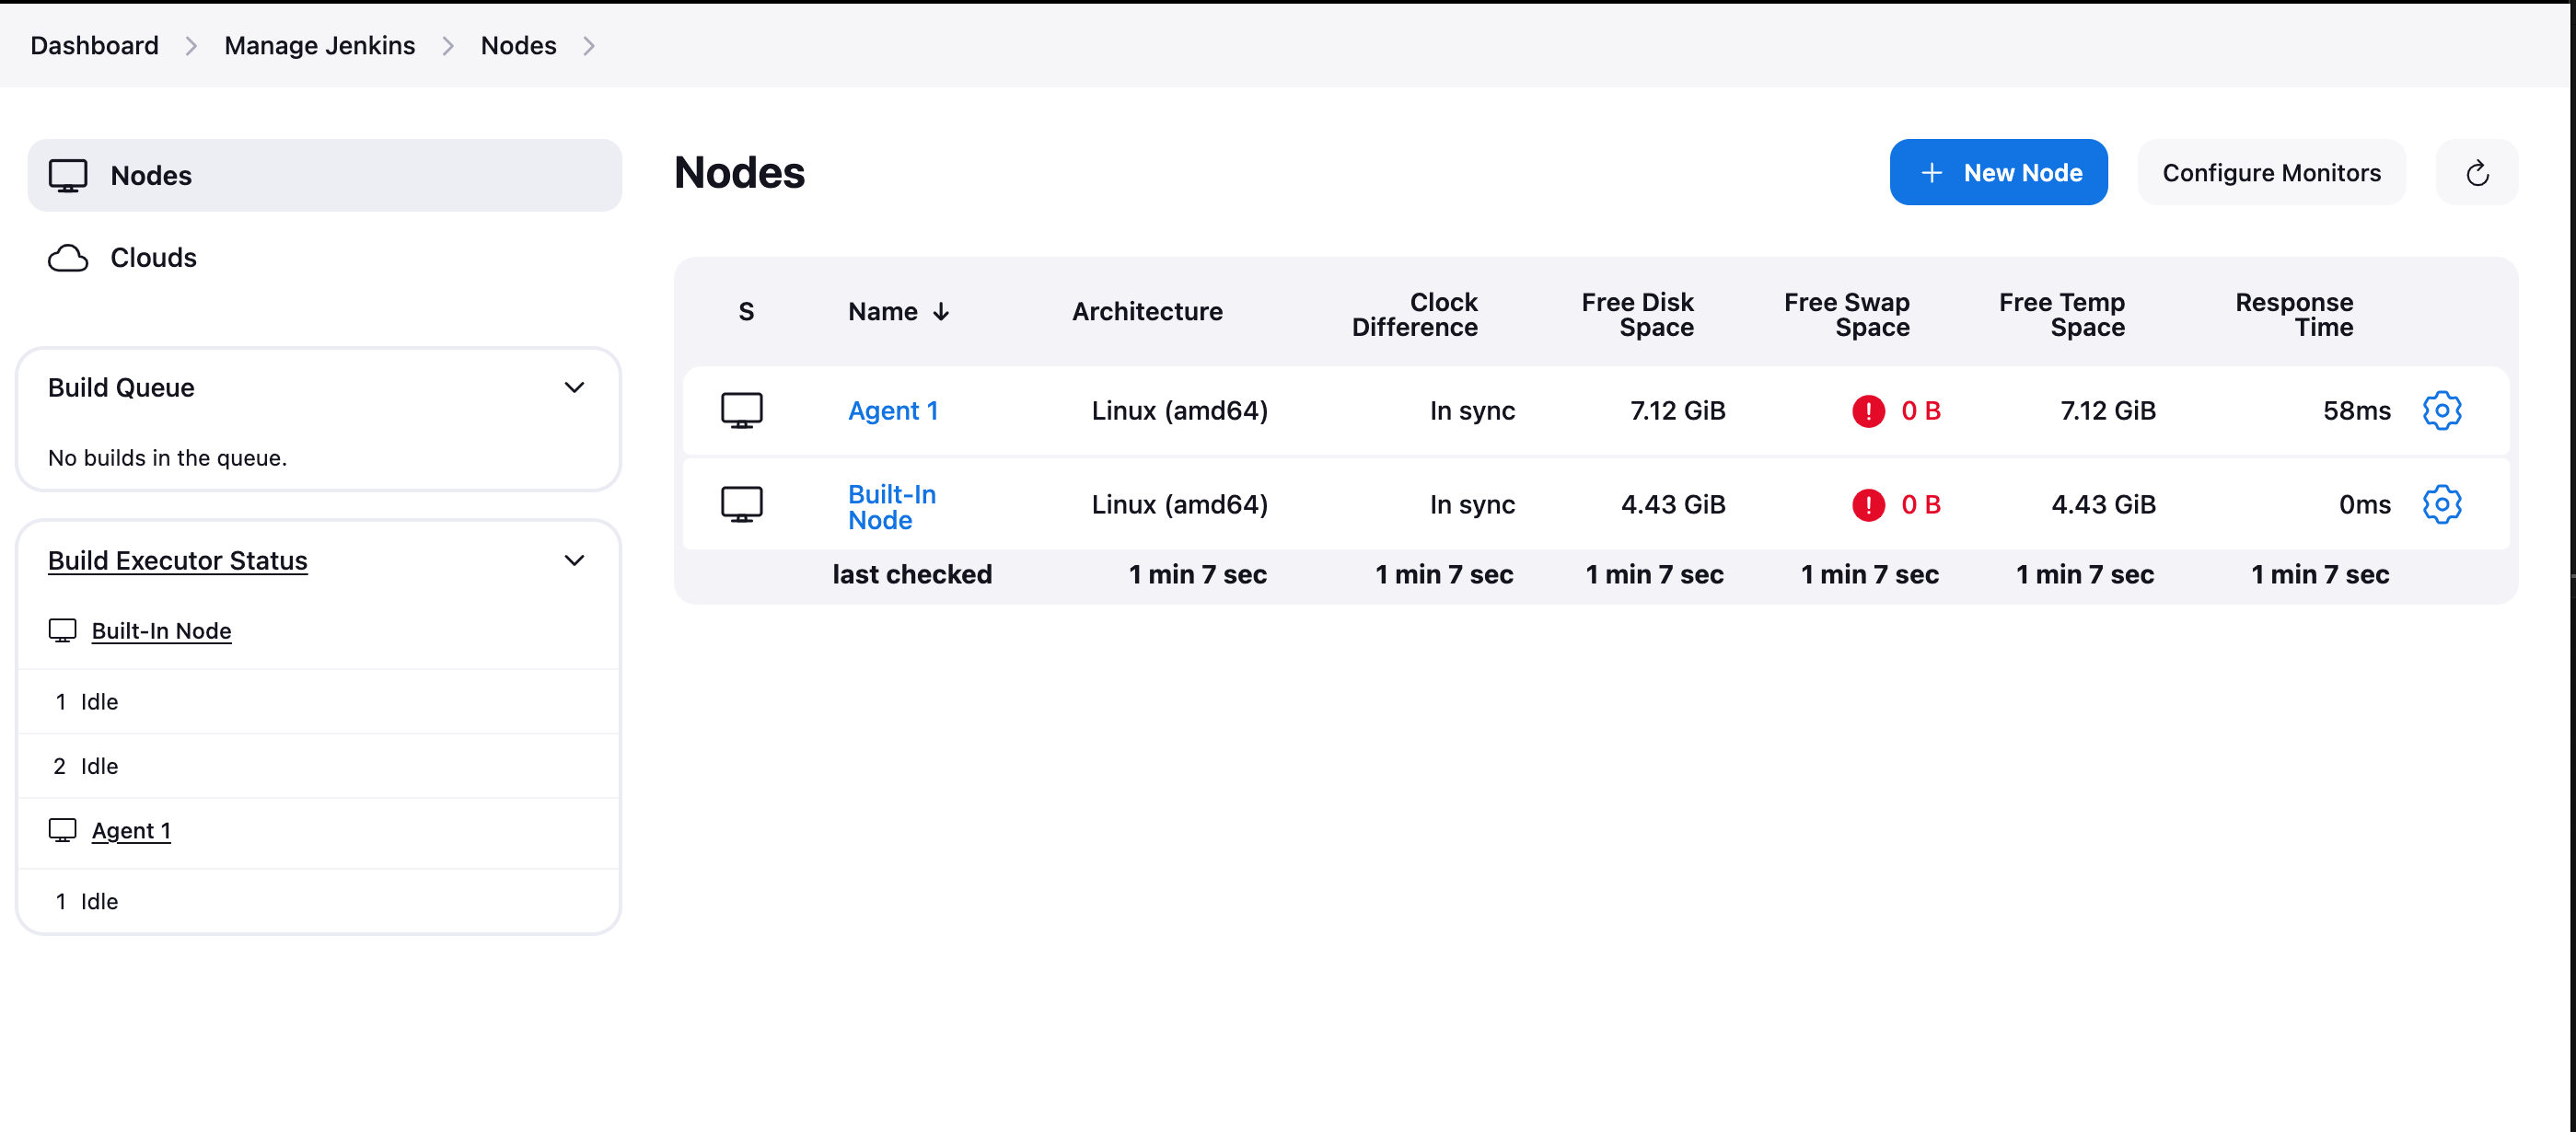 Dashboard Manage Jenkins Nodes
Nodes
Clouds
Build Queue
No builds in the queue.
Build Executor Status
Built-In Node
1 Idle
2 Idle
Agent 1
1 Idle
Nodes
New Node Configure Monitors
S Name ↓ Architecture Clock Difference Free Disk Space Free Swap Space Free Temp Space Response Time
Agent 1 Linux (amd64) In sync 7.12 GiB 0 B 7.12 GiB 58ms
Built-In Node Linux (amd64) In sync 4.43 GiB 0 B 4.43 GiB 0ms
last checked 1 min 7 sec 1 min 7 sec 1 min 7 sec 1 min 7 sec 1 min 7 sec 1 min 7 sec